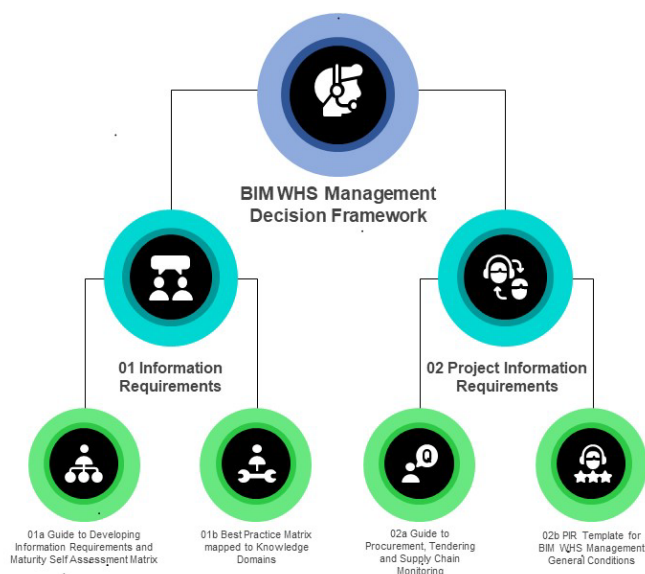 BIM WHS Management
Decision Framework
01 Information
Requirements
02 Project Information
Requirements
01a Guide to Developing
Information Requirements and
Maturity Self Assessment Matrix
01b Best Practice Matrix
mapped to Knowledge
Domains
02a Guide to
Procurement, Tendering
and Supply Chain
Monitoring
02b PIR Template for
BIM WHS Management
General Conditions
Q